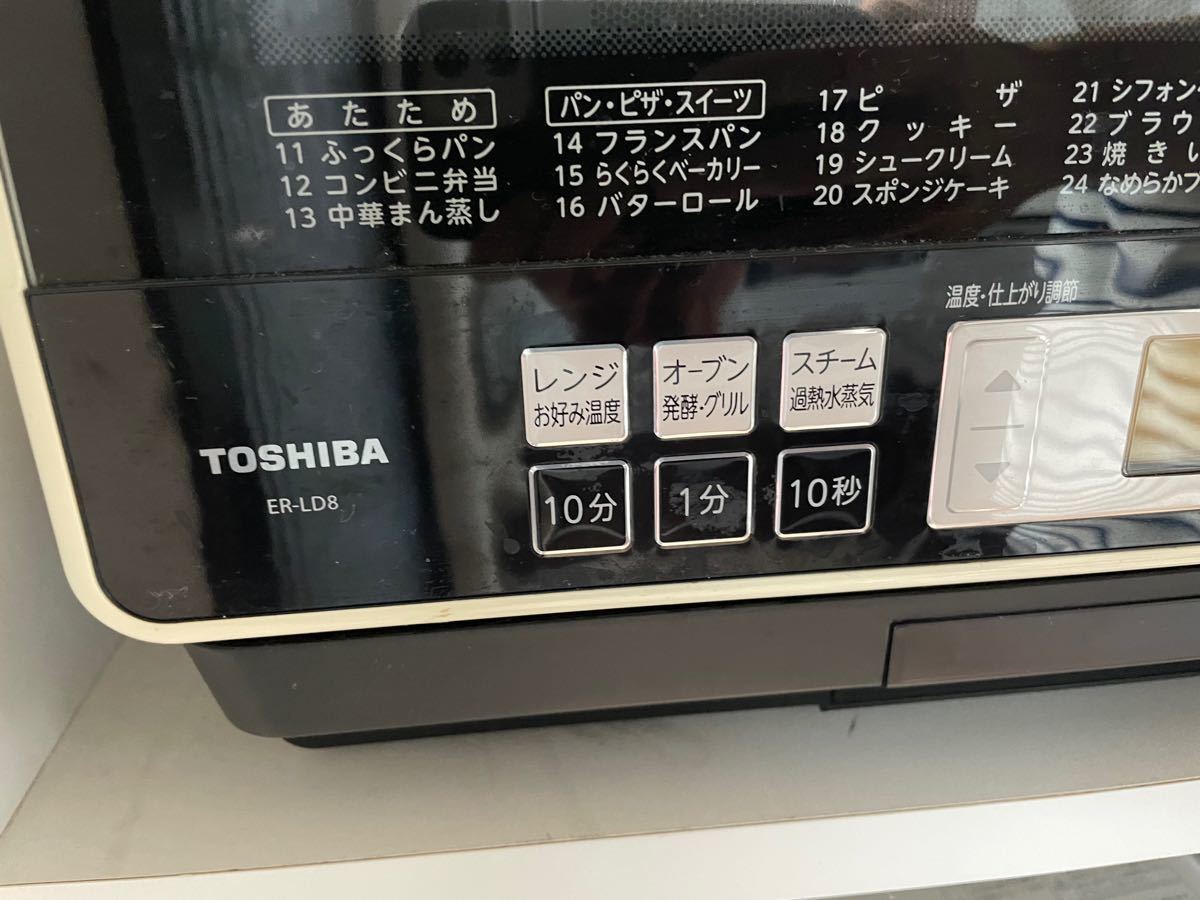 あたため
11 ふっくらパン
12 コンビニ弁当
13 中華まん蒸し
パン・ピザ・スイーツ
14 フランスパン
15 らくらくベーカリー
16 バターロール
17 ピザ
18 クッキー
19 シュークリーム
20 スポンジケーキ
21 シフォン
22 ブラウ
23 焼きい
24 なめらかプ
温度・仕上がり調節
レンジ
お好み温度
オーブン
発酵・グリル
スチーム
過熱水蒸気
10分
1分
10秒
TOSHIBA
ER-LD8